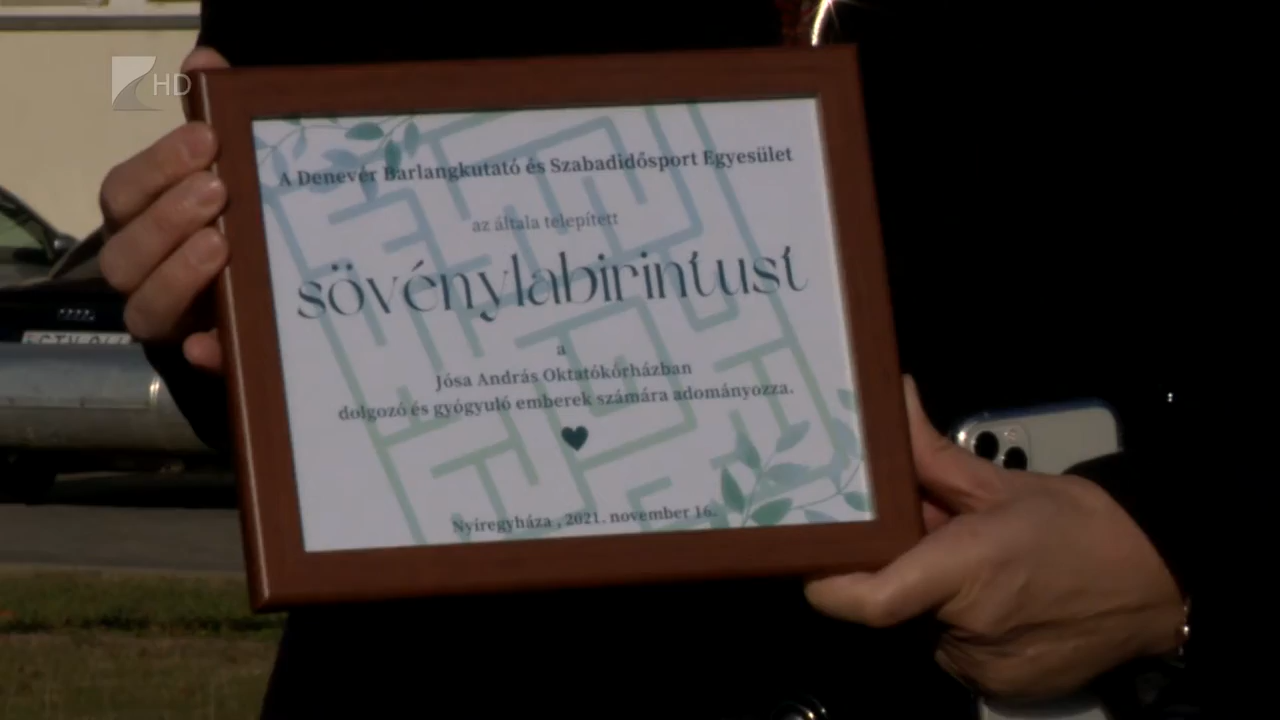 HD
A Denevér Barlangkutató és Szabadidősport Egyesület
az általa telepített
sövénylabirintust
a
Jósa András Oktatókórházban
dolgozó és gyógyuló emberek számára adományozza.
Nyíregyháza , 2021. november 16.